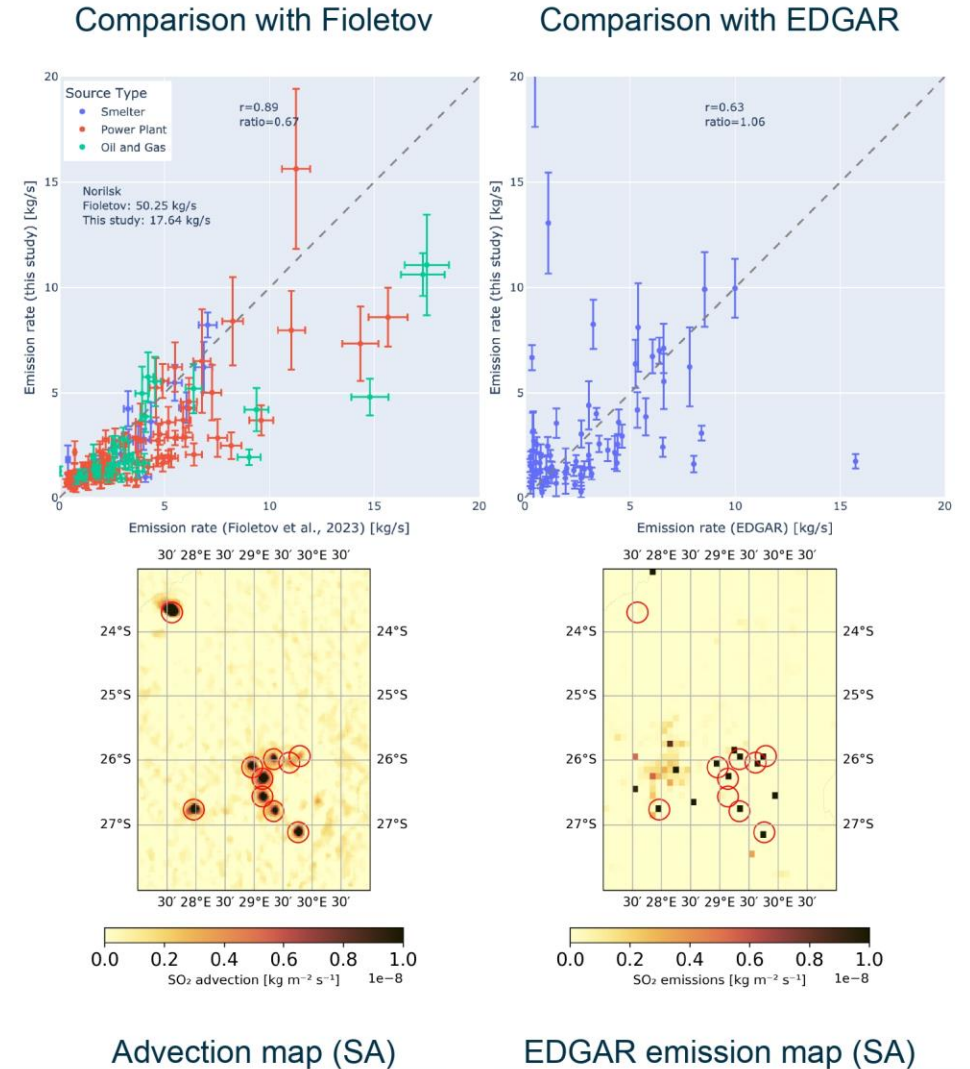 Comparison with Fioletov
Comparison with EDGAR
20
15
10
5
0
Emission rate (this study) [kg/s]
Source Type
Smelter
Power Plant
Oil and Gas
r=0.89
ratio=0.67
Norilsk
Fioletov: 50.25 kg/s
This study: 17.64 kg/s
0 5 10 15 20
Emission rate (Fioletov et al., 2023) [kg/s]
20
15
10
5
0
Emission rate (this study) [kg/s]
r=0.63
ratio=1.06
0 5 10 15 20
Emission rate (EDGAR) [kg/s]
30′ 28°E 30′ 29°E 30′ 30°E 30′
24°S 24°S
25°S 25°S
26°S 26°S
27°S 27°S
30′ 28°E 30′ 29°E 30′ 30°E 30′
0.0 0.2 0.4 0.6 0.8 1.0
SO₂ advection [kg m⁻² s⁻¹] 1e−8
30′ 28°E 30′ 29°E 30′ 30°E 30′
24°S 24°S
25°S 25°S
26°S 26°S
27°S 27°S
30′ 28°E 30′ 29°E 30′ 30°E 30′
0.0 0.2 0.4 0.6 0.8 1.0
SO₂ emissions [kg m⁻² s⁻¹] 1e−8
Advection map (SA)
EDGAR emission map (SA)